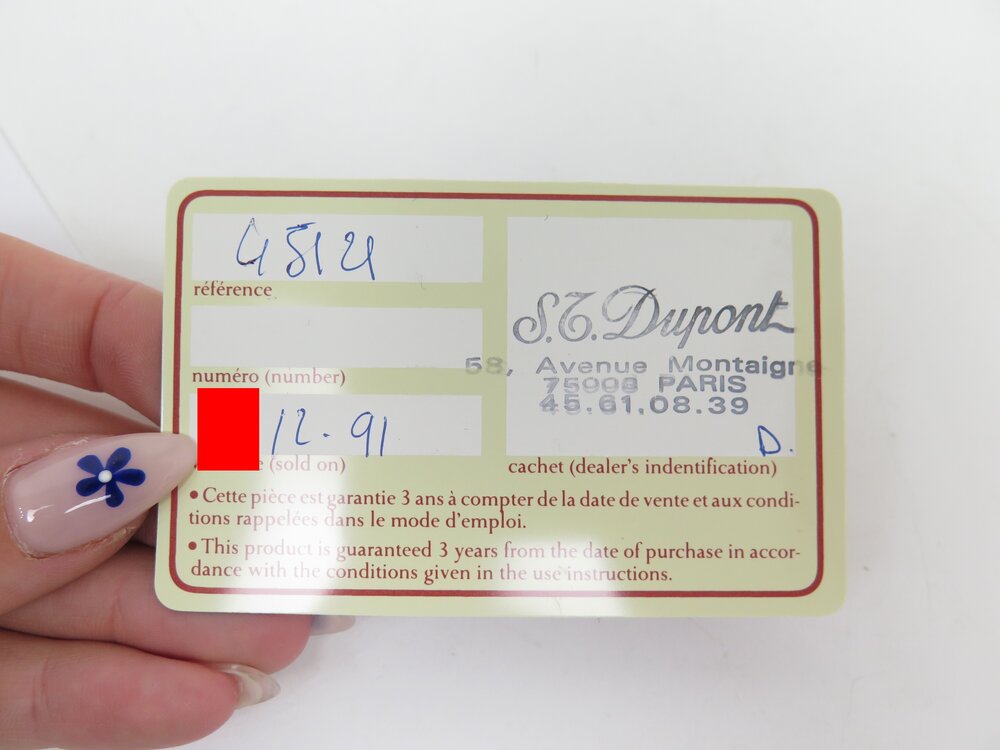 45121
référence
numéro (number)
12-91
(sold on)
S.T. Dupont
58, Avenue Montaigne
75008 PARIS
45.61.08.39
D.
cachet (dealer's indentification)
• Cette pièce est garantie 3 ans à compter de la date de vente et aux condi-
tions rappelées dans le mode d'emploi.
• This product is guaranteed 3 years from the date of purchase in accor-
dance with the conditions given in the use instructions.